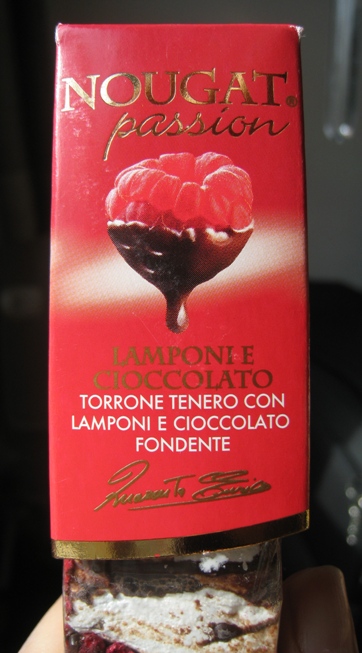 NOUGAT®
passion
LAMPONI E
CIOCCOLATO
TORRONE TENERO CON
LAMPONI E CIOCCOLATO
FONDENTE